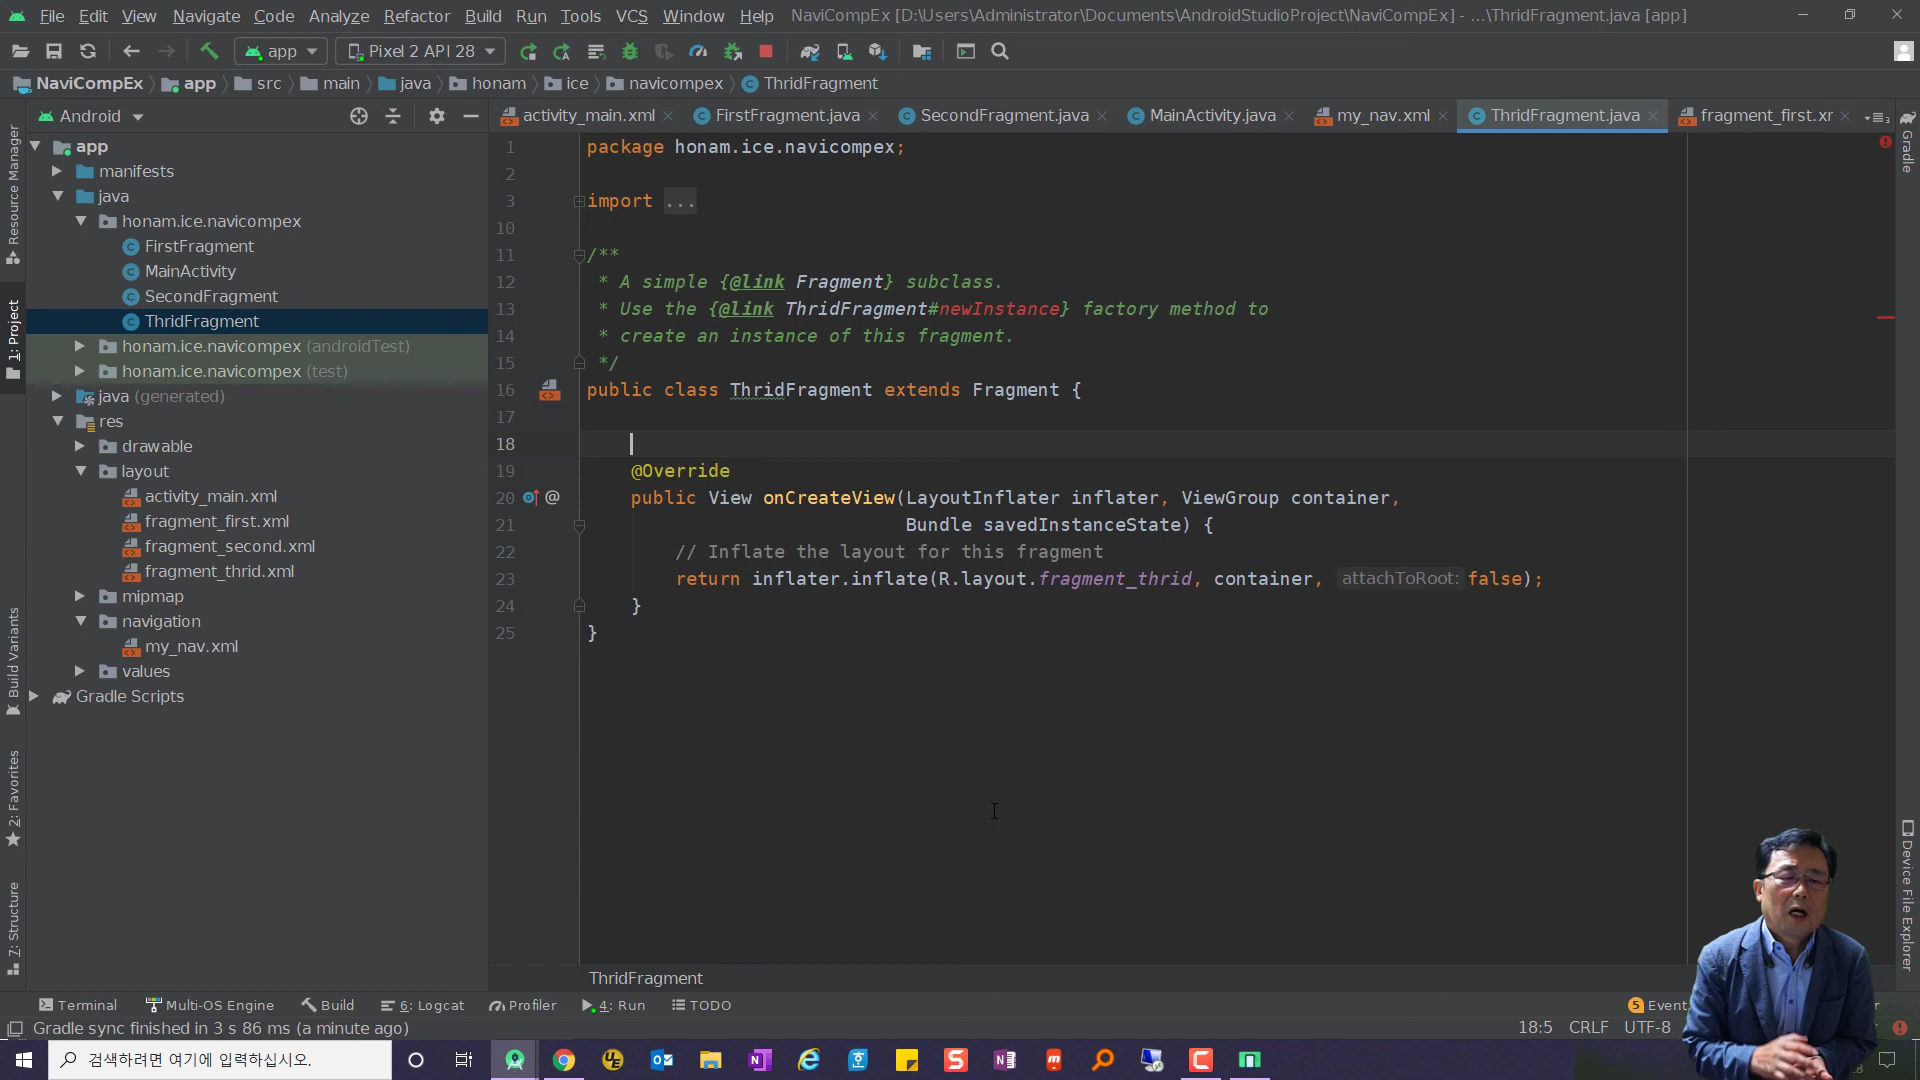 File Edit View Navigate Code Analyze Refactor Build Run Tools VCS Window Help NaviCompEx [D:\Users\Administrator\Documents\AndroidStudioProject\NaviCompEx] - ...\ThridFragment.java [app]
app Pixel 2 API 28
NaviCompEx app src main java honam ice navicompex ThridFragment
Android
activity_main.xml FirstFragment.java SecondFragment.java MainActivity.java my_nav.xml ThridFragment.java fragment_first.xr
Resource Manager
1: Project
Build Variants
2: Favorites
7: Structure
app
manifests
java
honam.ice.navicompex
FirstFragment
MainActivity
SecondFragment
ThridFragment
honam.ice.navicompex (androidTest)
honam.ice.navicompex (test)
java (generated)
res
drawable
layout
activity_main.xml
fragment_first.xml
fragment_second.xml
fragment_thrid.xml
mipmap
navigation
my_nav.xml
values
Gradle Scripts
1 package honam.ice.navicompex;
2
3 import ...
10
11 /**
12 * A simple {@link Fragment} subclass.
13 * Use the {@link ThridFragment#newInstance} factory method to
14 * create an instance of this fragment.
15 */
16 public class ThridFragment extends Fragment {
17
18
19 @Override
20 @ public View onCreateView(LayoutInflater inflater, ViewGroup container,
21 Bundle savedInstanceState) {
22 // Inflate the layout for this fragment
23 return inflater.inflate(R.layout.fragment_thrid, container, attachToRoot: false);
24 }
25 }
Gradle
Device File Explorer
ThridFragment
Terminal Multi-OS Engine Build 6: Logcat Profiler 4: Run TODO 5 Event
Gradle sync finished in 3 s 86 ms (a minute ago) 18:5 CRLF UTF-8
검색하려면 여기에 입력하십시오.